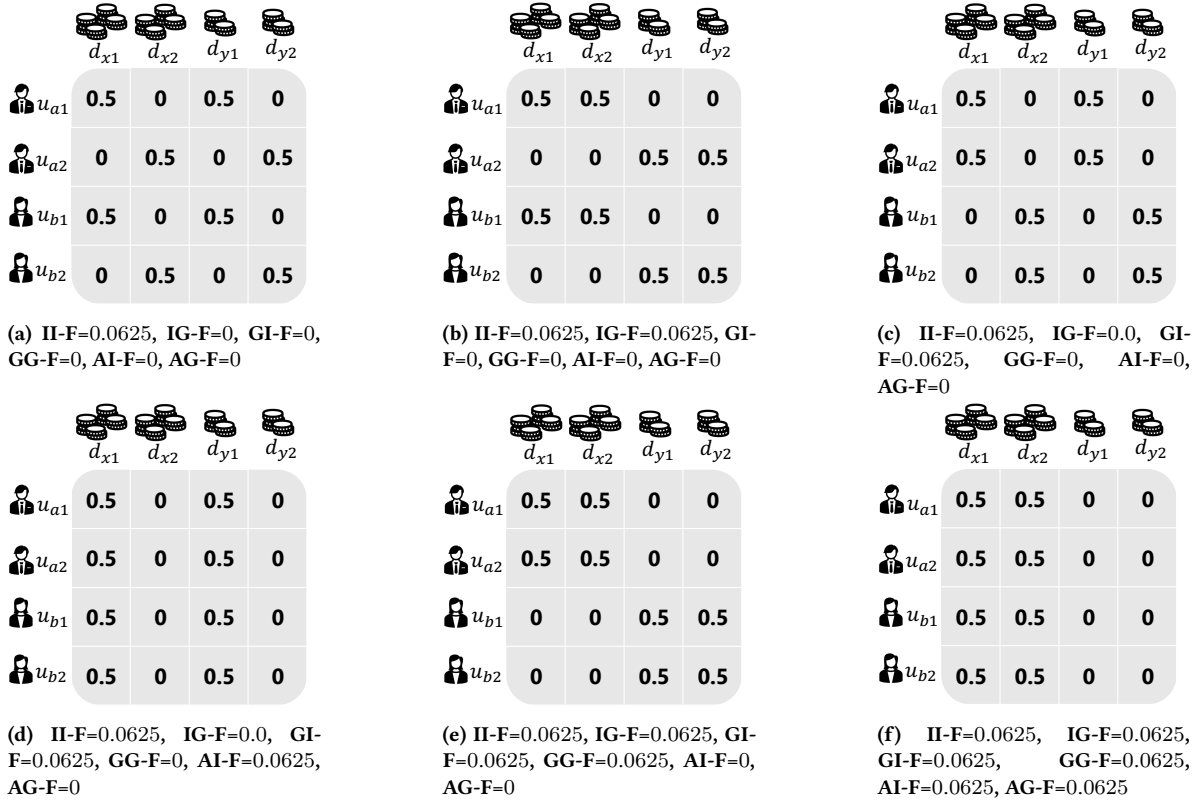 d_x1 d_x2 d_y1 d_y2
u_a1 0.5 0 0.5 0
u_a2 0 0.5 0 0.5
u_b1 0.5 0 0.5 0
u_b2 0 0.5 0 0.5
(a) II-F=0.0625, IG-F=0, GI-F=0,
GG-F=0, AI-F=0, AG-F=0
d_x1 d_x2 d_y1 d_y2
u_a1 0.5 0.5 0 0
u_a2 0 0 0.5 0.5
u_b1 0.5 0.5 0 0
u_b2 0 0 0.5 0.5
(b) II-F=0.0625, IG-F=0.0625, GI-
F=0, GG-F=0, AI-F=0, AG-F=0
d_x1 d_x2 d_y1 d_y2
u_a1 0.5 0 0.5 0
u_a2 0.5 0 0.5 0
u_b1 0 0.5 0 0.5
u_b2 0 0.5 0 0.5
(c) II-F=0.0625, IG-F=0.0, GI-
F=0.0625, GG-F=0, AI-F=0,
AG-F=0
d_x1 d_x2 d_y1 d_y2
u_a1 0.5 0 0.5 0
u_a2 0.5 0 0.5 0
u_b1 0.5 0 0.5 0
u_b2 0.5 0 0.5 0
(d) II-F=0.0625, IG-F=0.0, GI-
F=0.0625, GG-F=0, AI-F=0.0625,
AG-F=0
d_x1 d_x2 d_y1 d_y2
u_a1 0.5 0.5 0 0
u_a2 0.5 0.5 0 0
u_b1 0 0 0.5 0.5
u_b2 0 0 0.5 0.5
(e) II-F=0.0625, IG-F=0.0625, GI-
F=0.0625, GG-F=0.0625, AI-F=0,
AG-F=0
d_x1 d_x2 d_y1 d_y2
u_a1 0.5 0.5 0 0
u_a2 0.5 0.5 0 0
u_b1 0.5 0.5 0 0
u_b2 0.5 0.5 0 0
(f) II-F=0.0625, IG-F=0.0625,
GI-F=0.0625, GG-F=0.0625,
AI-F=0.0625, AG-F=0.0625